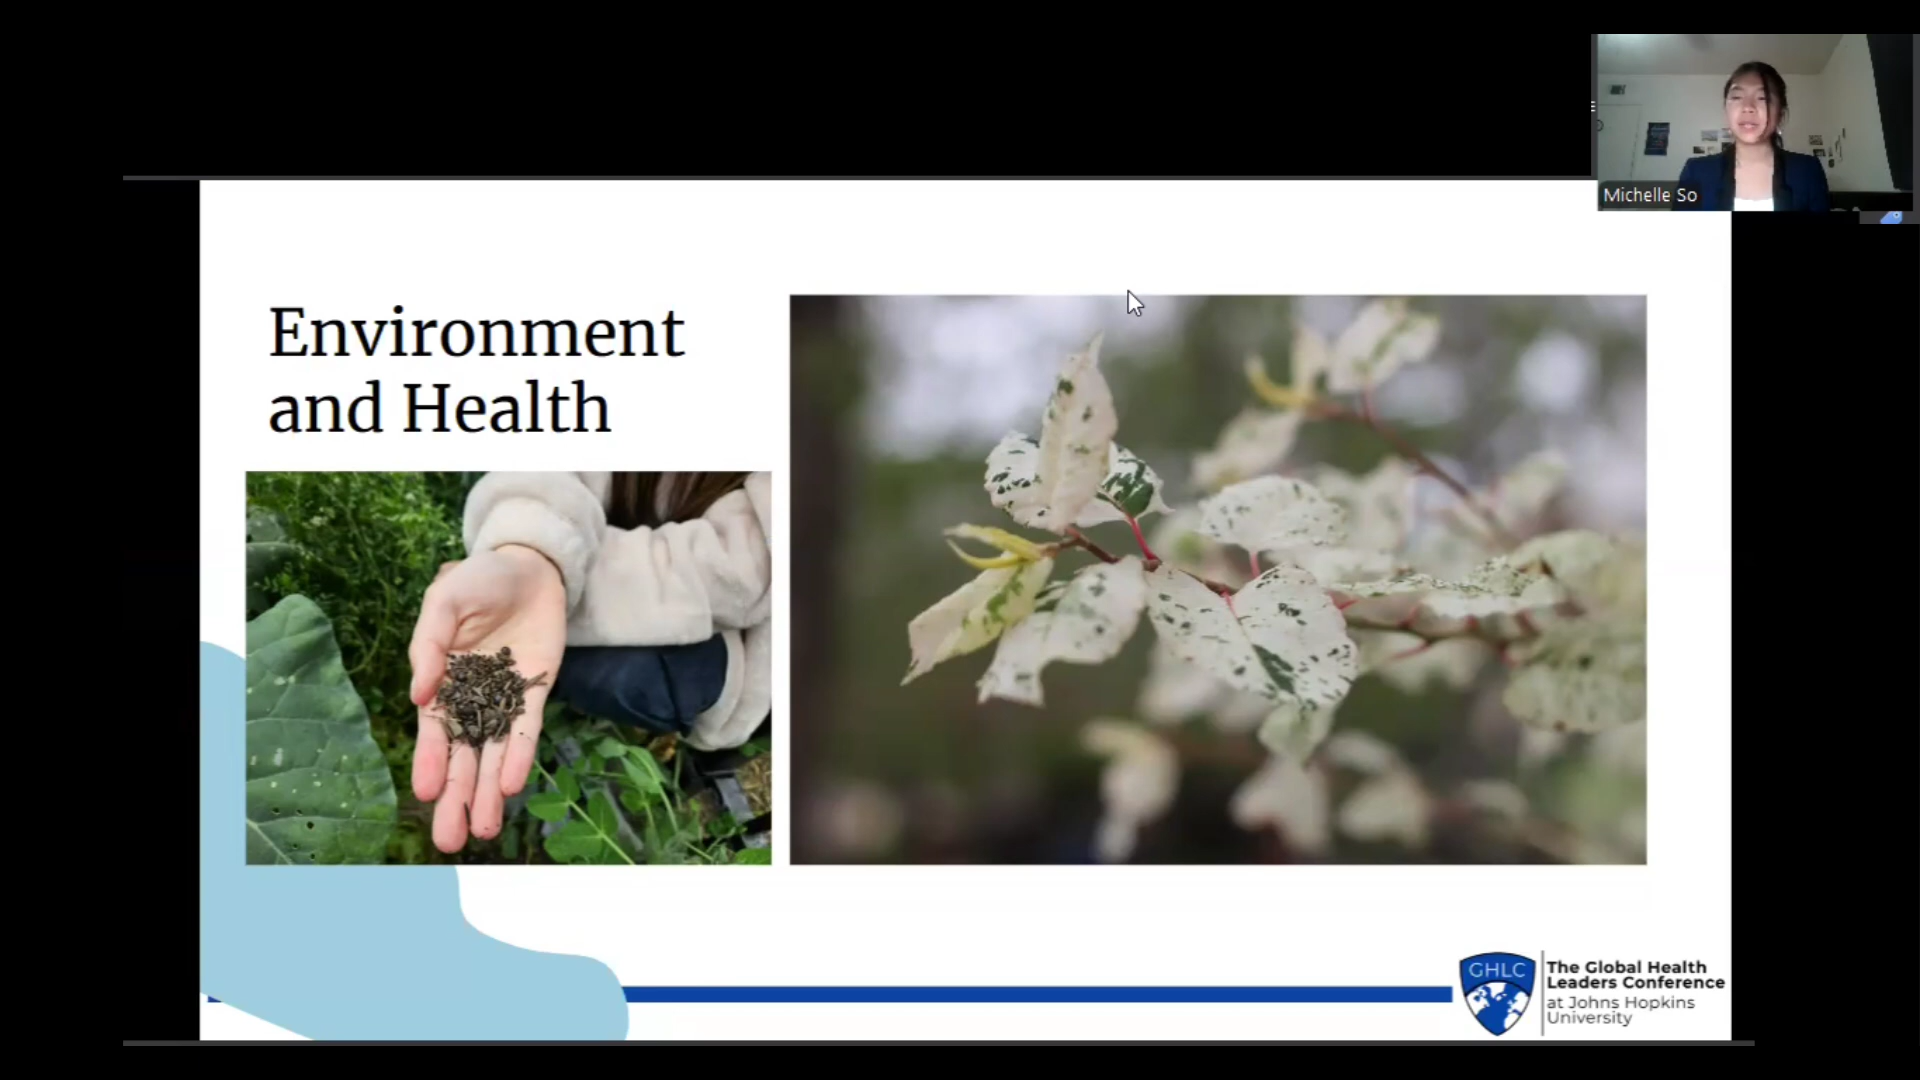 Michelle So
Environment
and Health
GHLC
The Global Health
Leaders Conference
at Johns Hopkins
University